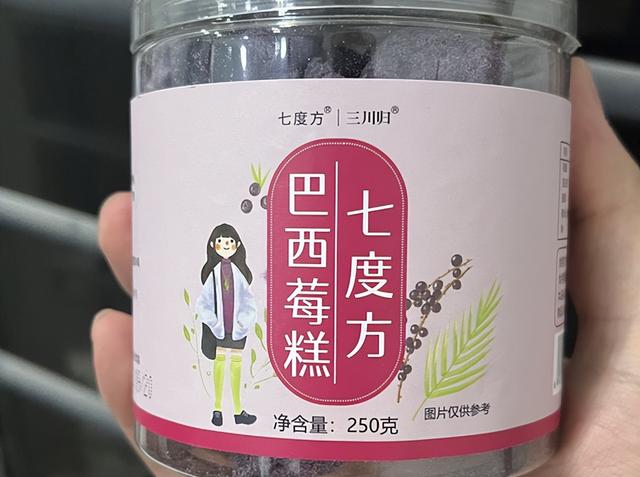 七度方® | 三川归®
七度方
巴西莓糕
净含量：250克
图片仅供参考